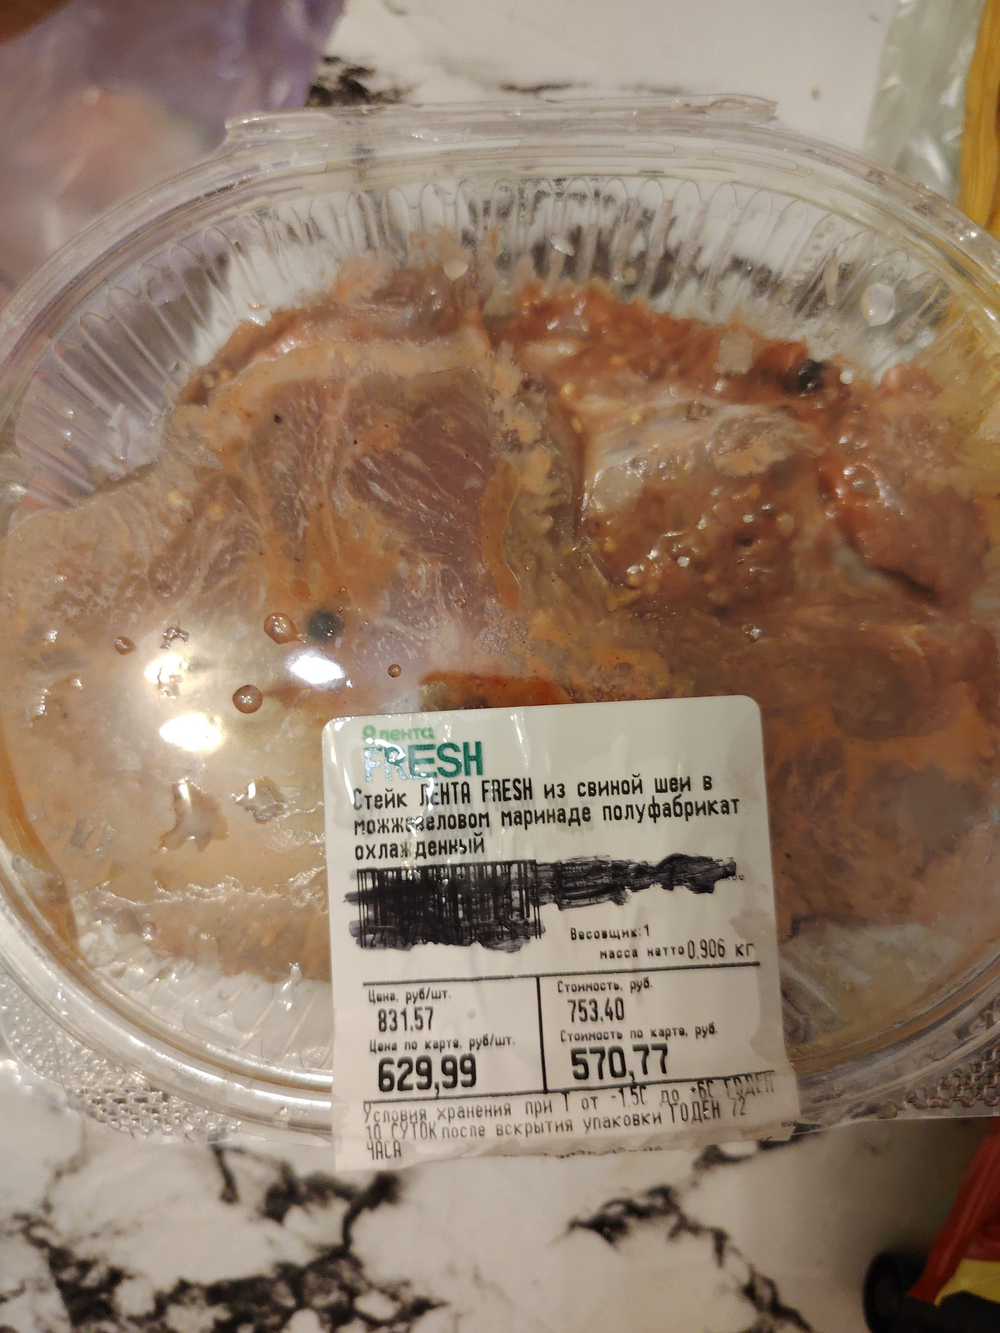 лента
FRESH
Стейк ЛЕНТА FRESH из свиной шеи в
можжевеловом маринаде полуфабрикат
охлажденный
Весовщик:1
масса нетто 0,906 кг
Цена, руб/шт.
831.57
Цена по карте, руб/шт.
629,99
Стоимость, руб.
753.40
Стоимость по карте, руб.
570,77
Условия хранения при Т от -1.5С до +6С ГОДЕН
10 СУТОК после вскрытия упаковки ГОДЕН 72
ЧАСА